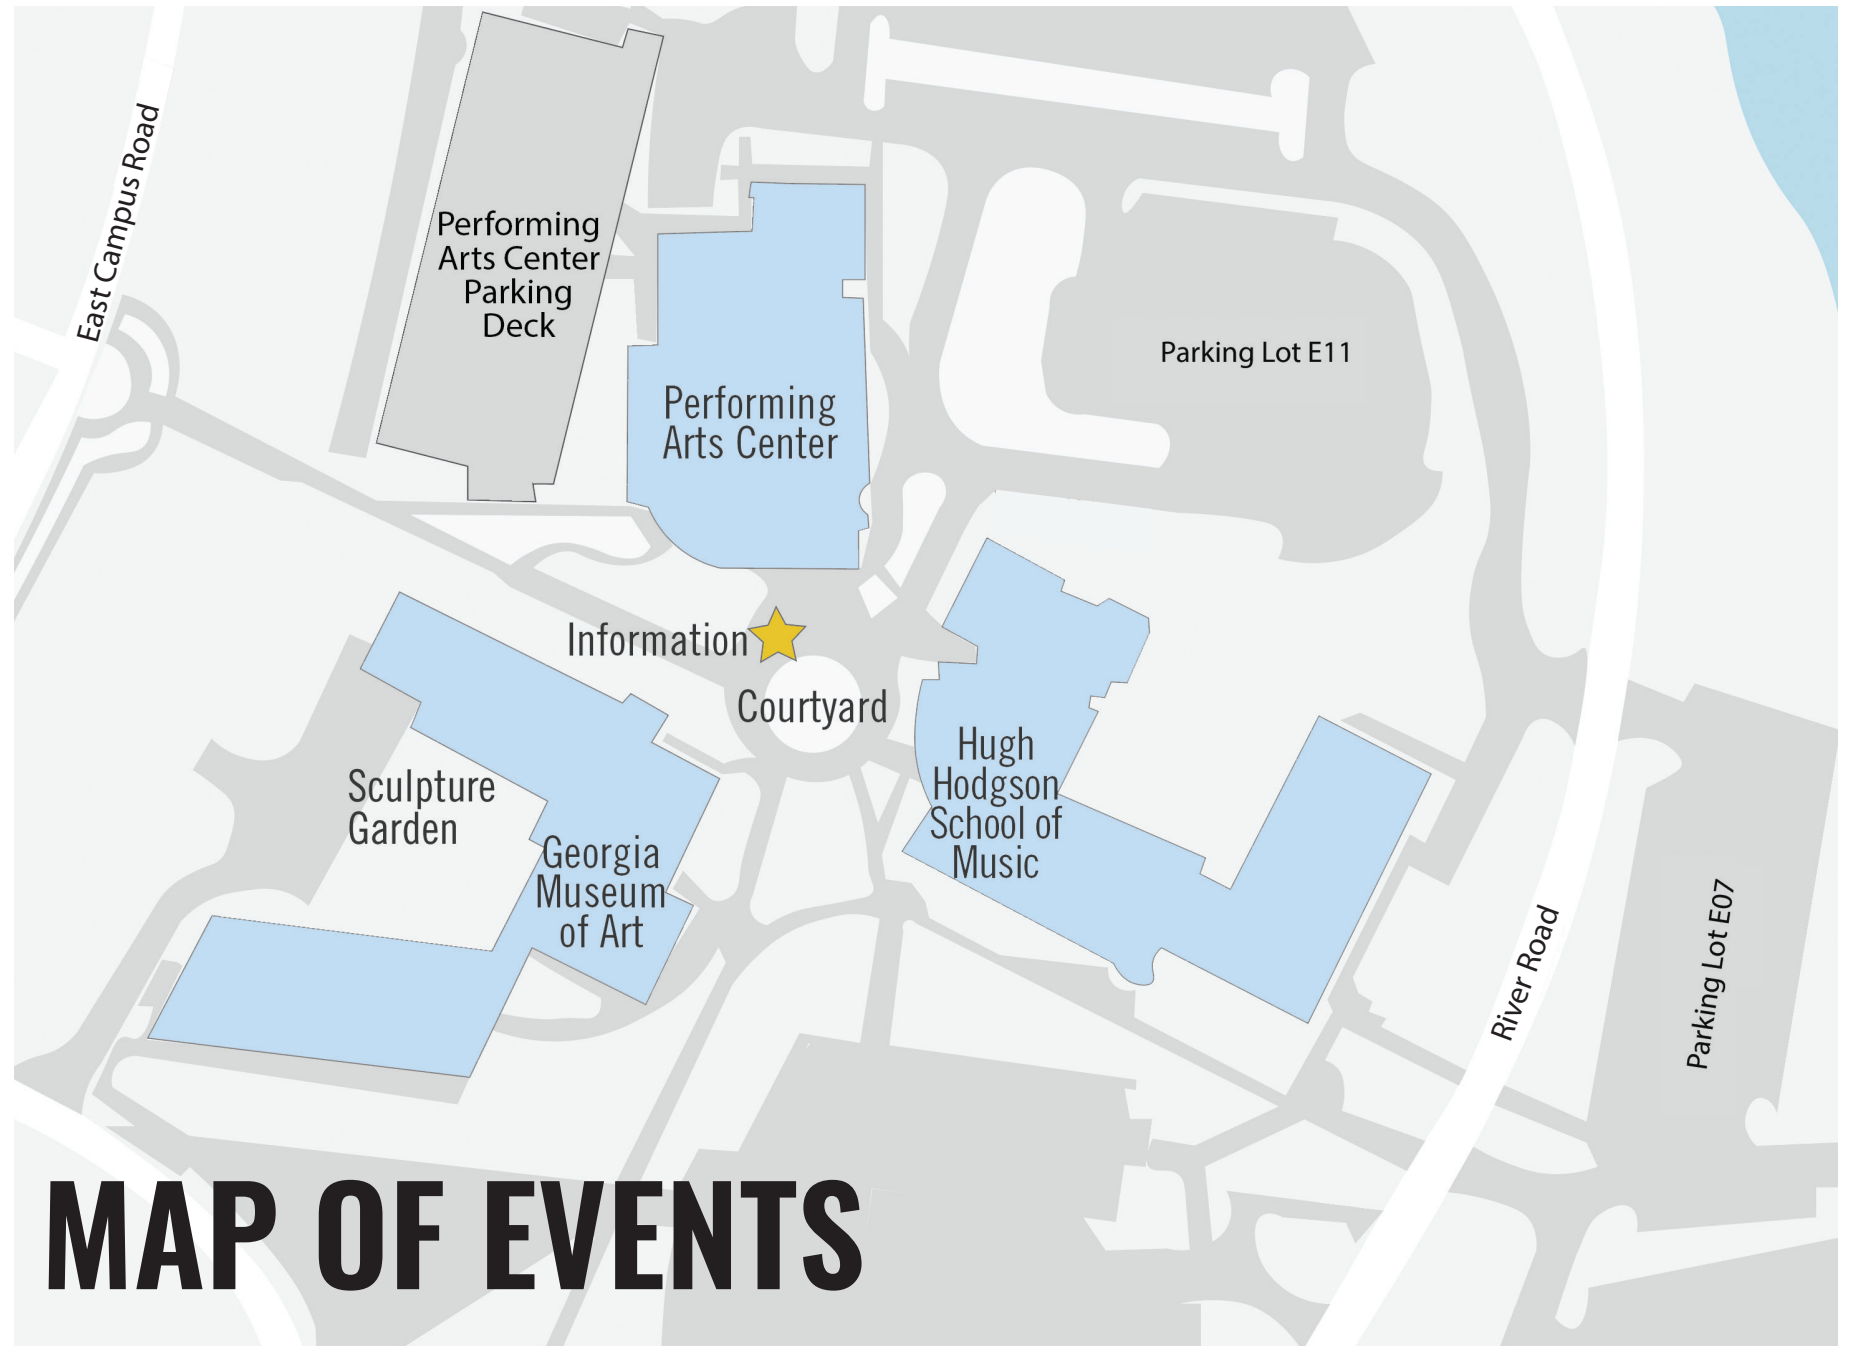 East Campus Road
Performing
Arts Center
Parking
Deck
Performing
Arts Center
Parking Lot E11
Information
Courtyard
Hugh
Hodgson
School of
Music
Sculpture
Garden
Georgia
Museum
of Art
River Road
Parking Lot E07
MAP OF EVENTS